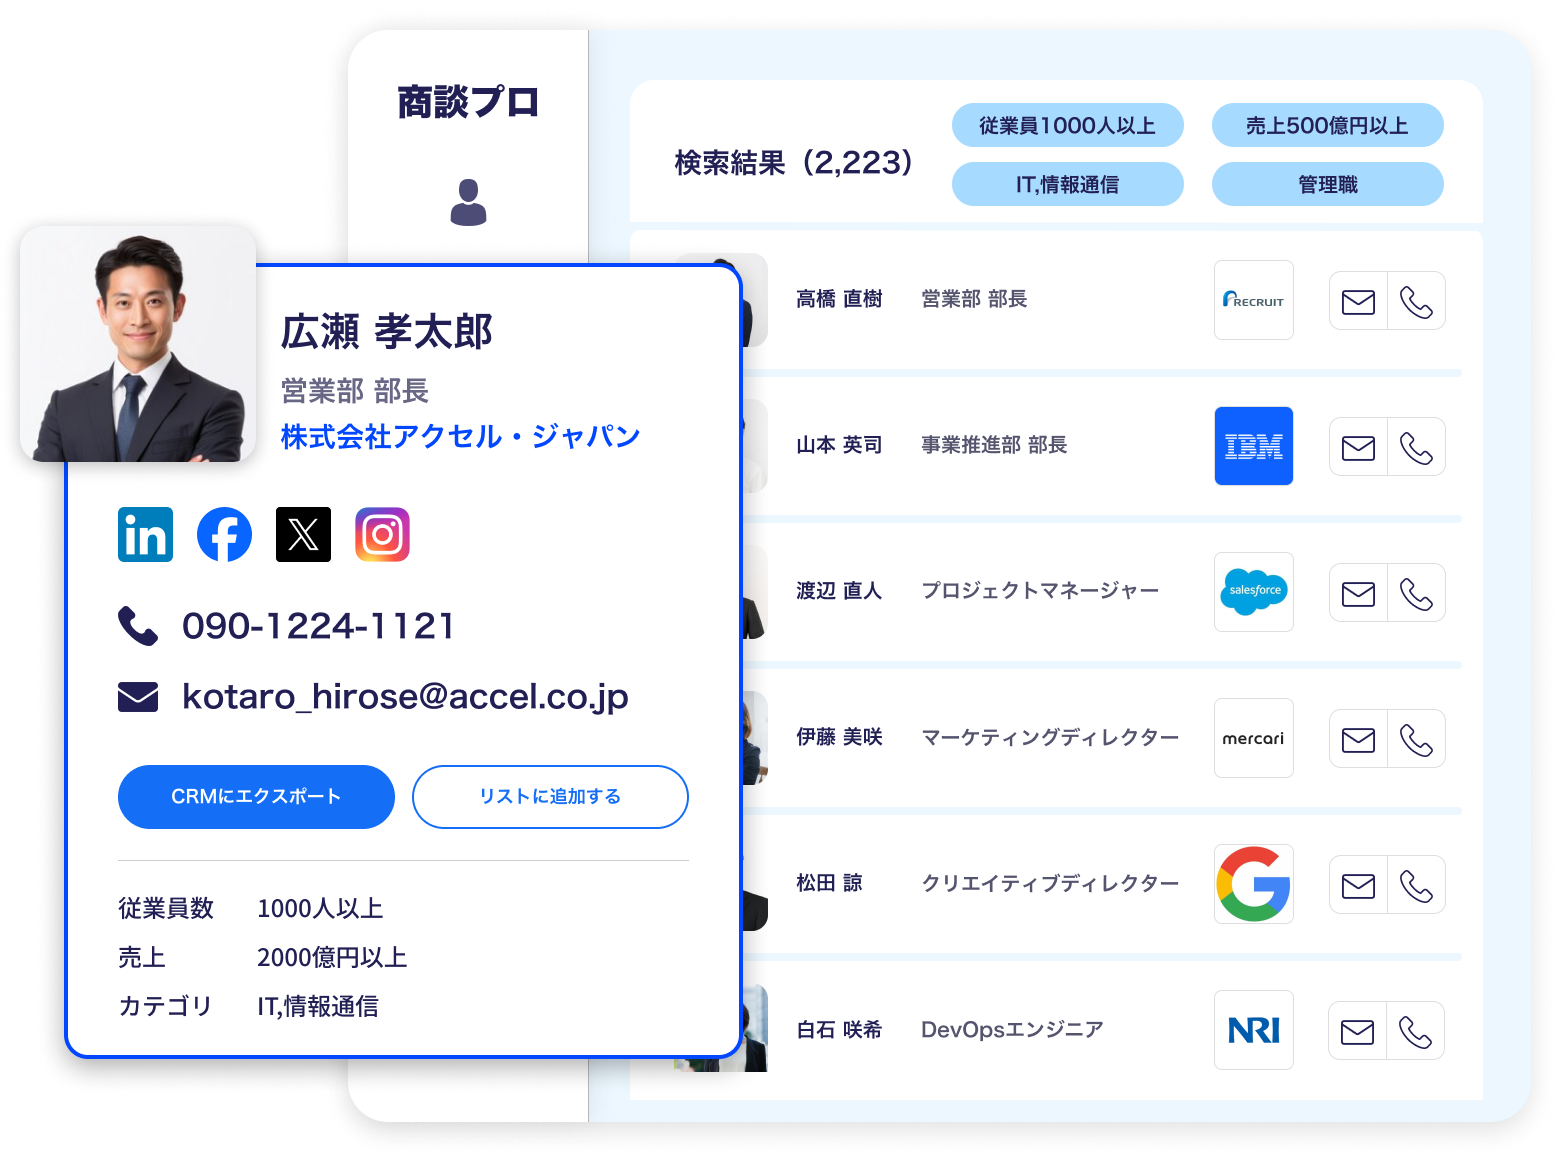 商談プロ
検索結果（2,223）
従業員1000人以上
売上500億円以上
IT,情報通信
管理職
広瀬 孝太郎
営業部 部長
株式会社アクセル・ジャパン
in
090-1224-1121
kotaro_hirose@accel.co.jp
CRMにエクスポート
リストに追加する
従業員数 1000人以上
売上 2000億円以上
カテゴリ IT,情報通信
高橋 直樹 営業部 部長 RECRUIT
山本 英司 事業推進部 部長 IBM
渡辺 直人 プロジェクトマネージャー salesforce
伊藤 美咲 マーケティングディレクター mercari
松田 諒 クリエイティブディレクター G
白石 咲希 DevOpsエンジニア NRI